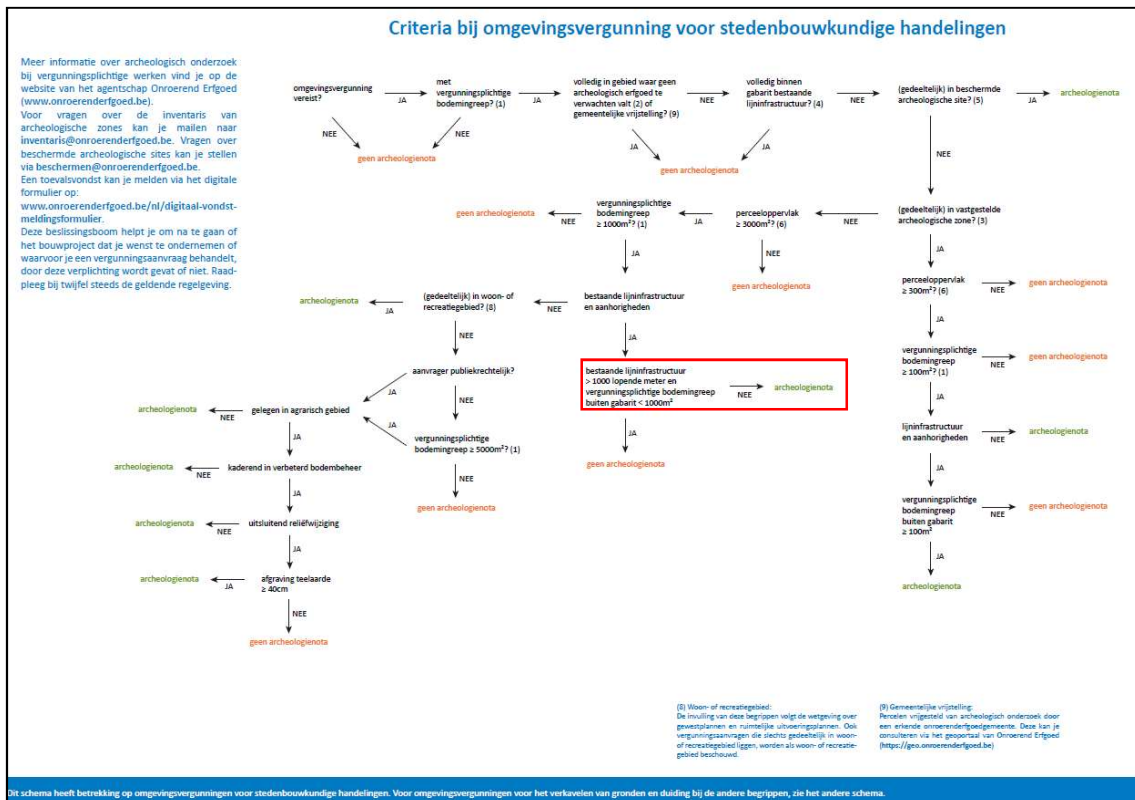 Criteria bij omgevingsvergunning voor stedenbouwkundige handelingen
Meer informatie over archeologisch onderzoek
bij vergunningsplichtige werken vind je op de
website van het agentschap Onroerend Erfgoed
(www.onroerenderfgoed.be).
Voor vragen over de inventaris van
archeologische zones kan je mailen naar
inventaris@onroerenderfgoed.be. Vragen over
beschermde archeologische sites kan je stellen
via beschermen@onroerenderfgoed.be.
Een toevalsvondst kan je melden via het digitale
formulier op:
www.onroerenderfgoed.be/nl/digitaal-vondst-
meldingsformulier.
Deze beslissingsboom helpt je om na te gaan of
het bouwproject dat je wenst te ondernemen of
waarvoor je een vergunningsaanvraag behandelt,
door deze verplichting wordt gevat of niet. Raad-
pleeg bij twijfel steeds de geldende regelgeving.
omgevingsvergunning
vereist?
JA
NEE
met
vergunningsplichtige
bodemingreep? (1)
JA
NEE
geen archeologienota
volledig in gebied waar geen
archeologisch erfgoed te
verwachten valt (2) of
gemeentelijke vrijstelling? (9)
NEE
JA
volledig binnen
gabarit bestaande
lijninfrastructuur? (4)
NEE
JA
geen archeologienota
(gedeeltelijk) in beschermde
archeologische site? (5)
JA
archeologienota
NEE
geen archeologienota
NEE
vergunningsplichtige
bodemingreep
≥ 1000m²? (1)
JA
JA
perceeloppervlak
≥ 3000m²? (6)
NEE
NEE
geen archeologienota
(gedeeltelijk) in vastgestelde
archeologische zone? (3)
JA
perceeloppervlak
≥ 300m²? (6)
NEE
geen archeologienota
JA
archeologienota
JA
(gedeeltelijk) in woon- of
recreatiegebied? (8)
NEE
NEE
bestaande lijninfrastructuur
en aanhorigheden
JA
vergunningsplichtige
bodemingreep
≥ 100m²? (1)
NEE
geen archeologienota
JA
aanvrager publiekrechtelijk?
JA
NEE
bestaande lijninfrastructuur
> 1000 lopende meter en
vergunningsplichtige bodemingreep
buiten gabarit < 1000m²
NEE
archeologienota
JA
geen archeologienota
archeologienota
NEE
gelegen in agrarisch gebied
JA
JA
vergunningsplichtige
bodemingreep ≥ 5000m²? (1)
NEE
geen archeologienota
lijninfrastructuur
en aanhorigheden
NEE
archeologienota
JA
archeologienota
NEE
kaderend in verbeterd bodembeheer
JA
vergunningsplichtige
bodemingreep
buiten gabarit
≥ 100m²
NEE
geen archeologienota
JA
archeologienota
archeologienota
NEE
uitsluitend reliëfwijziging
JA
archeologienota
JA
afgraving teelaarde
≥ 40cm
NEE
geen archeologienota
(8) Woon- of recreatiegebied:
De invulling van deze begrippen volgt de wetgeving over
gewestplannen en ruimtelijke uitvoeringsplannen. Ook
vergunningsaanvragen die slechts gedeeltelijk in woon-
of recreatiegebied liggen, worden als woon- of recreatie-
gebied beschouwd.
(9) Gemeentelijke vrijstelling:
Percelen vrijgesteld van archeologisch onderzoek door
een erkende onroerenderfgoedgemeente. Deze kan je
consulteren via het geoportaal van Onroerend Erfgoed
(https://geo.onroerenderfgoed.be)
Dit schema heeft betrekking op omgevingsvergunningen voor stedenbouwkundige handelingen. Voor omgevingsvergunningen voor het verkavelen van gronden en duiding bij de andere begrippen, zie het andere schema.